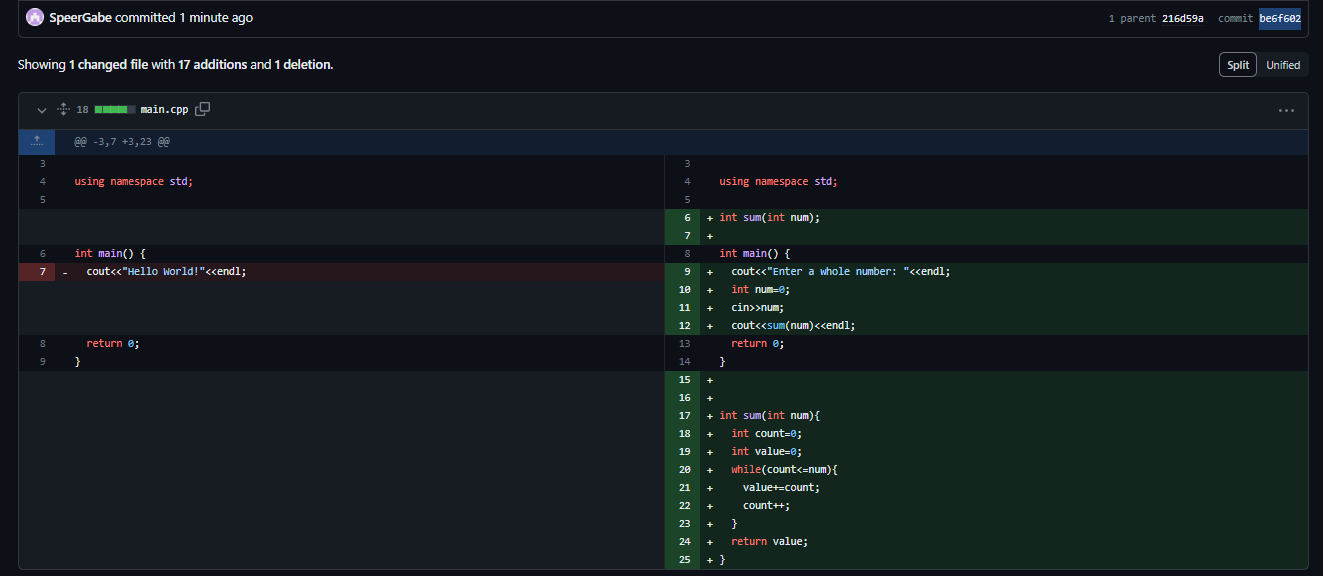 SpeerGabe committed 1 minute ago
1 parent 216d59a commit be6f602
Showing 1 changed file with 17 additions and 1 deletion.
Split Unified
18 main.cpp
@@ -3,7 +3,23 @@
3 3
4 using namespace std; 4 using namespace std;
5 5
6 + int sum(int num);
7 +
6 int main() { 8 int main() {
7 - cout<<"Hello World!"<<endl; 9 + cout<<"Enter a whole number: "<<endl;
10 + int num=0;
11 + cin>>num;
12 + cout<<sum(num)<<endl;
8 return 0; 13 return 0;
9 } 14 }
15 +
16 +
17 + int sum(int num){
18 + int count=0;
19 + int value=0;
20 + while(count<=num){
21 + value+=count;
22 + count++;
23 + }
24 + return value;
25 + }